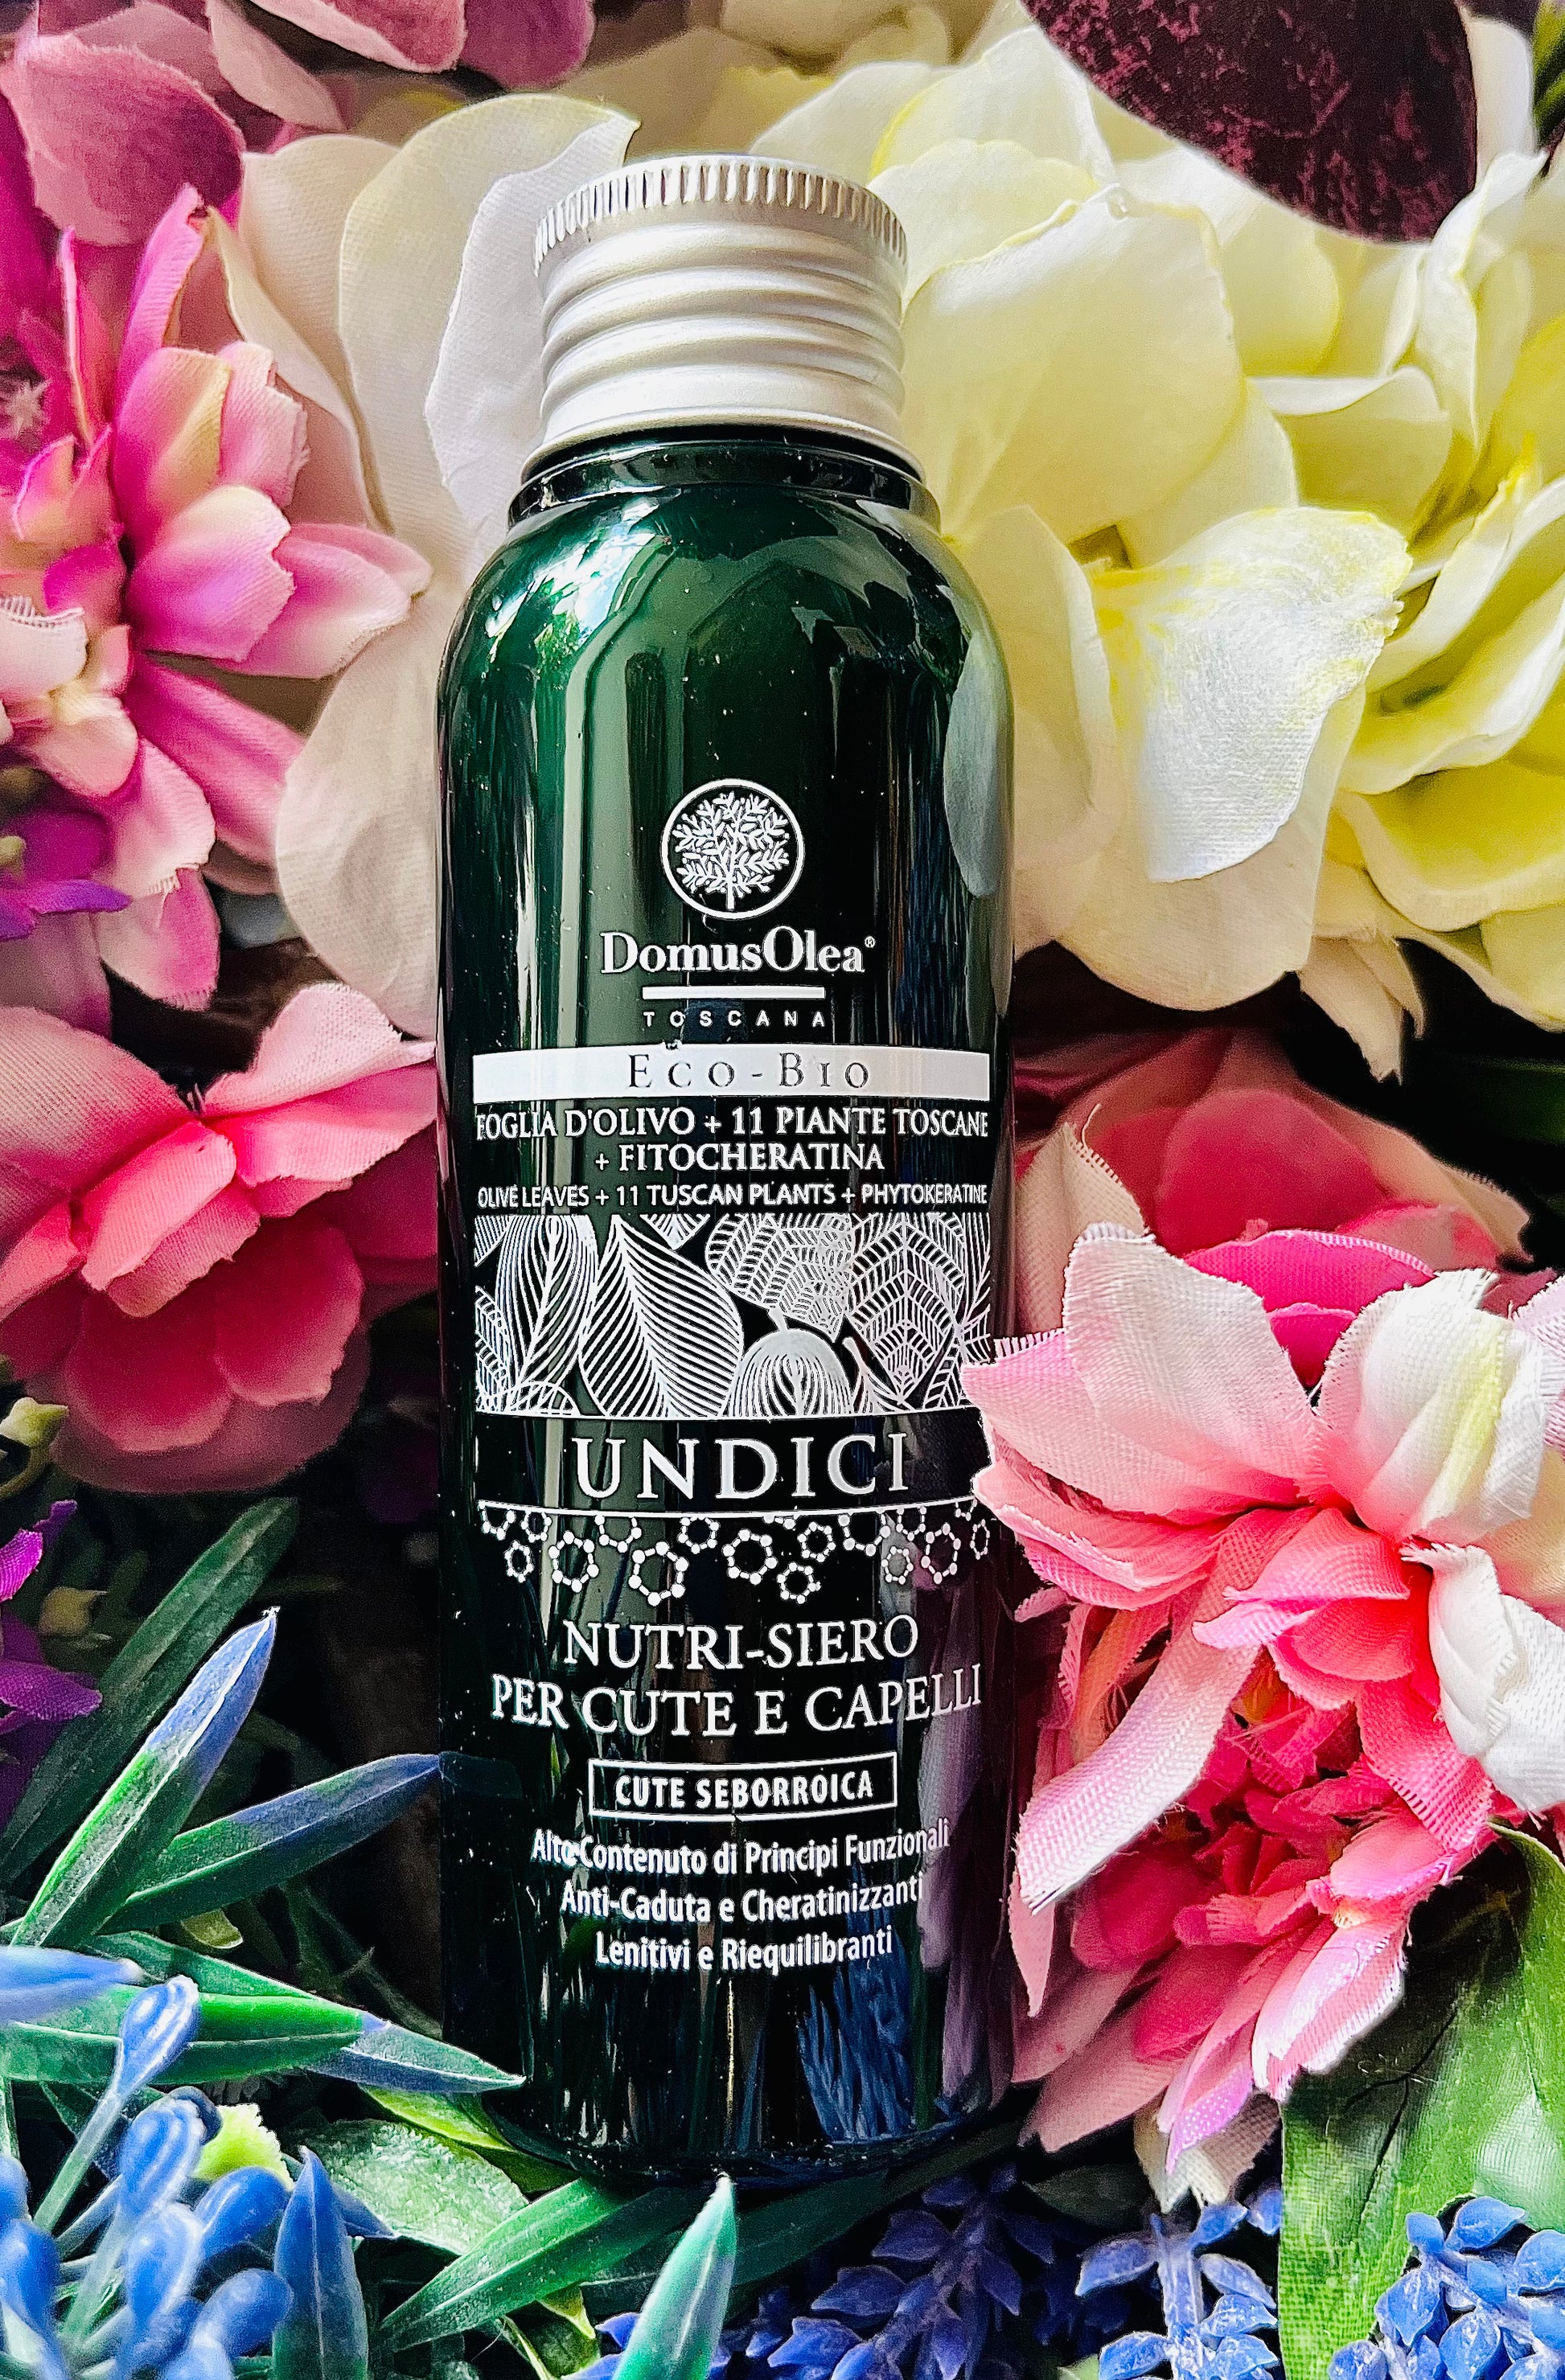 DomusOlea®
TOSCANA
Eco-Bio
FOGLIA D'OLIVO + 11 PIANTE TOSCANE
+ FITOCHERATINA
OLIVE LEAVES + 11 TUSCAN PLANTS + PHYTOKERATINE
UNDICI
NUTRI-SIERO
PER CUTE E CAPELLI
CUTE SEBORROICA
Alto Contenuto di Principi Funzionali
Anti-Caduta e Cheratinizzanti
Lenitivi e Riequilibranti